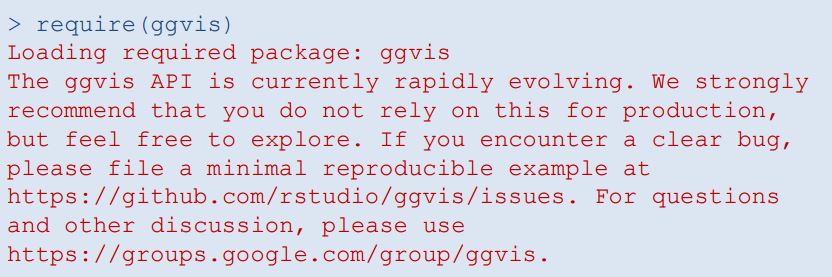 > require(ggvis)
Loading required package: ggvis
The ggvis API is currently rapidly evolving. We strongly
recommend that you do not rely on this for production,
but feel free to explore. If you encounter a clear bug,
please file a minimal reproducible example at
https://github.com/rstudio/ggvis/issues. For questions
and other discussion, please use
https://groups.google.com/group/ggvis.